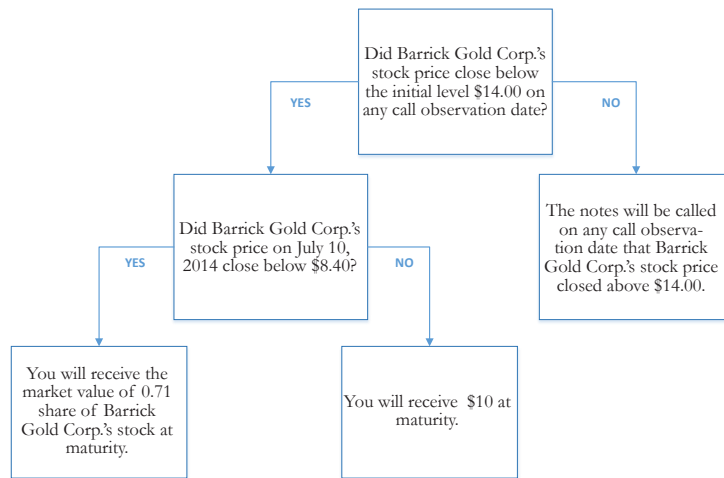 Did Barrick Gold Corp.'s
stock price close below
the initial level $14.00 on
any call observation date?
YES
NO
Did Barrick Gold Corp.'s
stock price on July 10,
2014 close below $8.40?
The notes will be called
on any call observa-
tion date that Barrick
Gold Corp.'s stock price
closed above $14.00.
YES
NO
You will receive the
market value of 0.71
share of Barrick
Gold Corp.'s stock at
maturity.
You will receive $10 at
maturity.